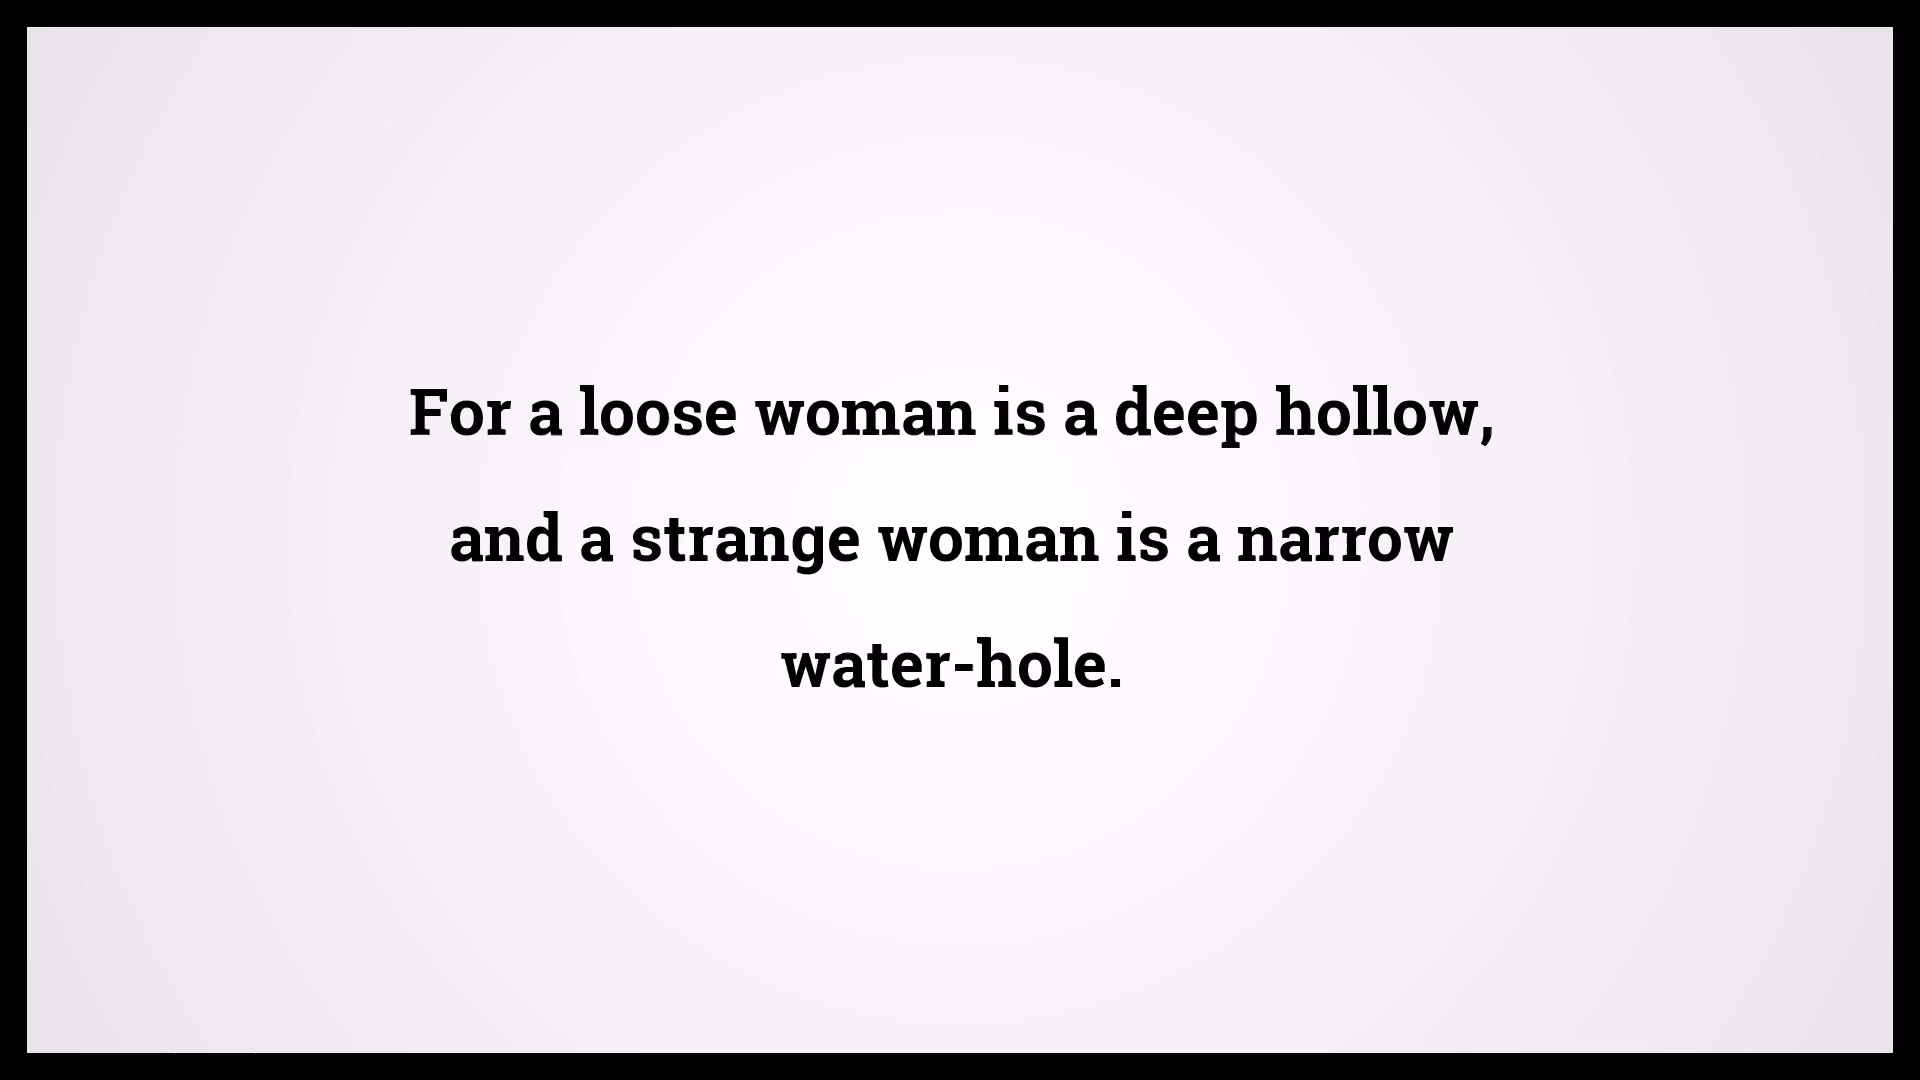 For a loose woman is a deep hollow,
and a strange woman is a narrow
water-hole.